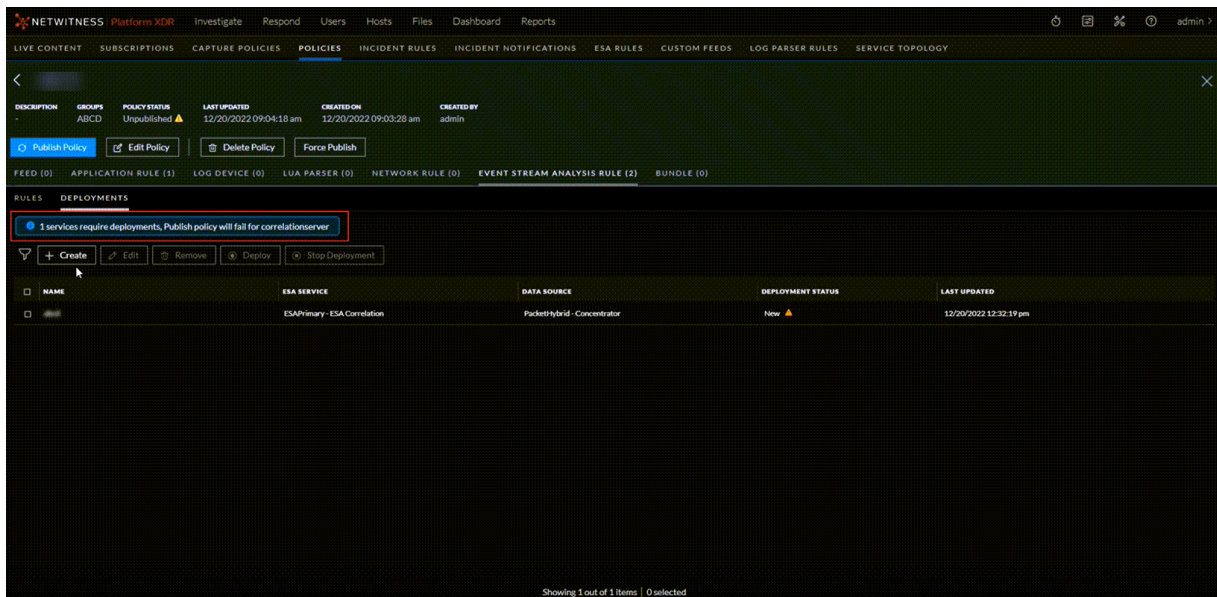 NETWITNESS Platform XDR Investigate Respond Users Hosts Files Dashboard Reports admin >
LIVE CONTENT SUBSCRIPTIONS CAPTURE POLICIES POLICIES INCIDENT RULES INCIDENT NOTIFICATIONS ESA RULES CUSTOM FEEDS LOG PARSER RULES SERVICE TOPOLOGY
DESCRIPTION GROUPS POLICY STATUS LAST UPDATED CREATED ON CREATED BY
- ABCD Unpublished 12/20/2022 09:04:18 am 12/20/2022 09:03:28 am admin
Publish Policy Edit Policy Delete Policy Force Publish
FEED (0) APPLICATION RULE (1) LOG DEVICE (0) LUA PARSER (0) NETWORK RULE (0) EVENT STREAM ANALYSIS RULE (2) BUNDLE (0)
RULES DEPLOYMENTS
1 services require deployments, Publish policy will fail for correlationserver
+ Create Edit Remove Deploy Stop Deployment
NAME ESA SERVICE DATA SOURCE DEPLOYMENT STATUS LAST UPDATED
ESAPrimary - ESA Correlation PacketHybrid - Concentrator New 12/20/2022 12:32:19 pm
Showing 1 out of 1 Items | 0 selected